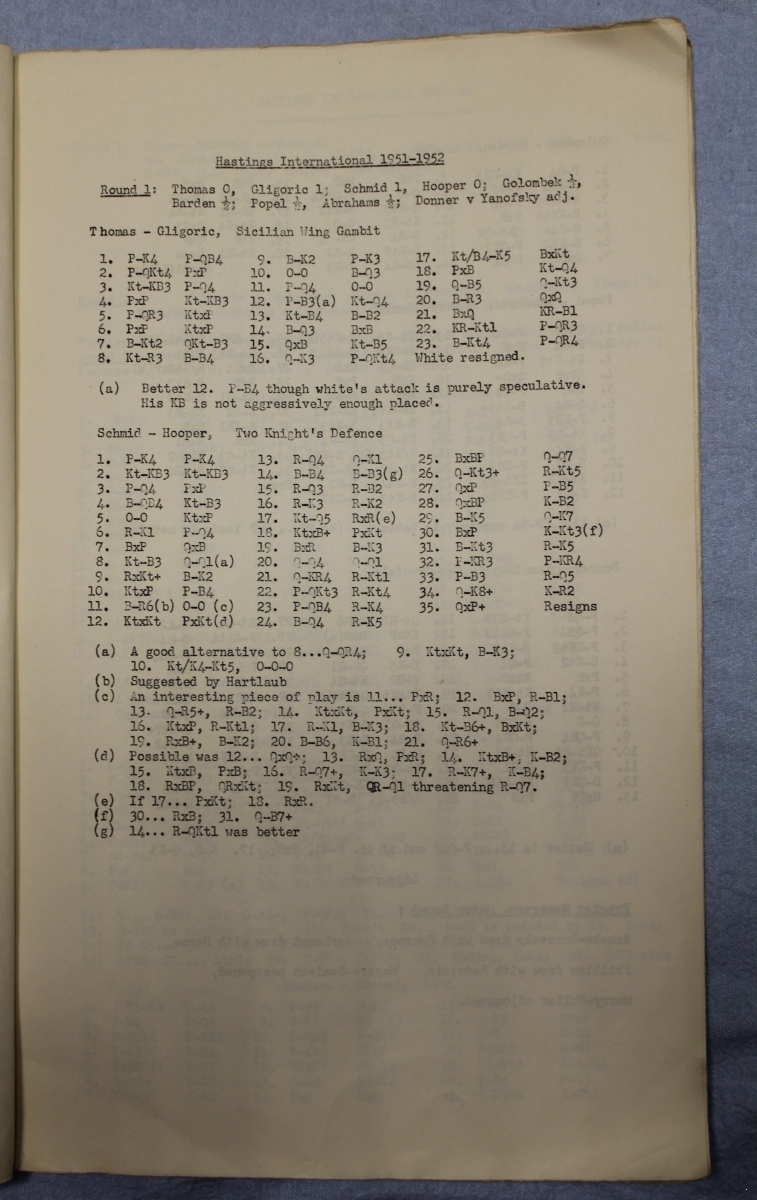 Hastings International 1951-1952
Round 1: Thomas 0, Gligoric 1; Schmid 1, Hooper 0; Golombek ½,
Barden ½; Popel ½, Abrahams ½; Donner v Yanofsky adj.
Thomas - Gligoric, Sicilian Wing Gambit
1. P-K4 P-QB4 9. B-K2 P-K3 17. Kt/B4-K5 BxKt
2. P-QKt4 PxP 10. O-O B-Q3 18. PxB Kt-Q4
3. Kt-KB3 P-Q4 11. P-Q4 O-O 19. Q-B5 Q-Kt3
4. PxP Kt-KB3 12. P-B3(a) Kt-Q4 20. B-R3 QxQ
5. P-QR3 KtxP 13. Kt-B4 B-B2 21. BxQ KR-B1
6. PxP KtxP 14. B-Q3 BxB 22. KR-Kt1 P-QR3
7. B-Kt2 QKt-B3 15. QxB Kt-B5 23. B-Kt4 P-QR4
8. Kt-R3 B-B4 16. Q-K3 P-QKt4 White resigned.
(a) Better 12. P-B4 though white's attack is purely speculative.
His KB is not aggressively enough placed.
Schmid - Hooper, Two Knight's Defence
1. P-K4 P-K4 13. R-Q4 Q-K1 25. BxBP Q-Q7
2. Kt-KB3 Kt-KB3 14. B-B4 B-B3(g) 26. Q-Kt3+ R-Kt5
3. P-Q4 PxP 15. R-Q3 R-B2 27. QxP P-B5
4. B-QB4 Kt-B3 16. R-K3 R-K2 28. QxBP K-B2
5. O-O KtxP 17. Kt-Q5 RxR(e) 29. B-K5 Q-K7
6. R-K1 P-Q4 18. KtxB+ PxKt 30. BxP K-Kt3(f)
7. BxP QxB 19. BxR B-K3 31. B-Kt3 R-K5
8. Kt-B3 Q-Q1(a) 20. Q-Q4 Q-Q1 32. P-KR3 P-KR4
9. RxKt+ B-K2 21. Q-KR4 R-Kt1 33. P-B3 R-Q5
10. KtxP P-B4 22. P-QKt3 R-Kt4 34. Q-K8+ K-R2
11. B-R6(b) O-O (c) 23. P-QB4 R-K4 35. QxP+ Resigns
12. KtxKt PxKt(d) 24. B-Q4 R-K5
(a) A good alternative to 8...Q-QR4; 9. KtxKt, B-K3;
10. Kt/K4-Kt5, O-O-O
(b) Suggested by Hartlaub
(c) An interesting piece of play is 11... PxR; 12. BxP, R-B1;
13. Q-R5+, R-B2; 14. KtxKt, PxKt; 15. R-Q1, B-Q2;
16. KtxP, R-Kt1; 17. R-K1, B-K3; 18. Kt-B6+, BxKt;
19. RxB+, B-K2; 20. B-B6, K-B1; 21. Q-R6+
(d) Possible was 12... QxQ+; 13. RxQ, PxR; 14. KtxB+, K-B2;
15. KtxB, PxB; 16. R-Q7+, K-K3; 17. R-K7+, K-B4;
18. RxBP, QRxKt; 19. RxKt, QR-Q1 threatening R-Q7.
(e) If 17... PxKt; 18. RxR.
(f) 30... RxB; 31. Q-B7+
(g) 14... R-QKt1 was better